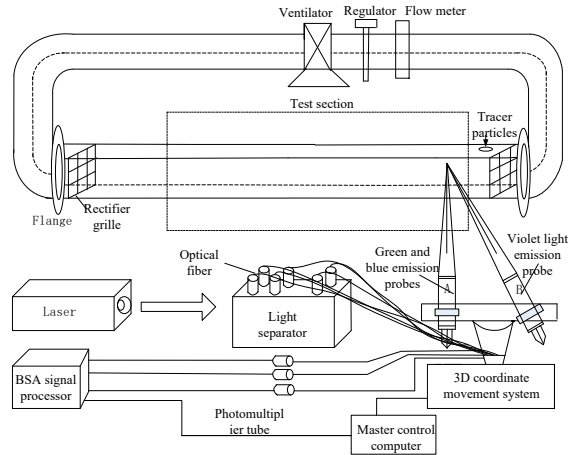 Ventilator
Regulator
Flow meter
Test section
Tracer
particles
Flange
Rectifier
grille
Optical
fiber
Green and
blue emission
probes
Violet light
emission
probe
A
B
Laser
Light
separator
BSA signal
processor
3D coordinate
movement system
Photomultipl
ier tube
Master control
computer